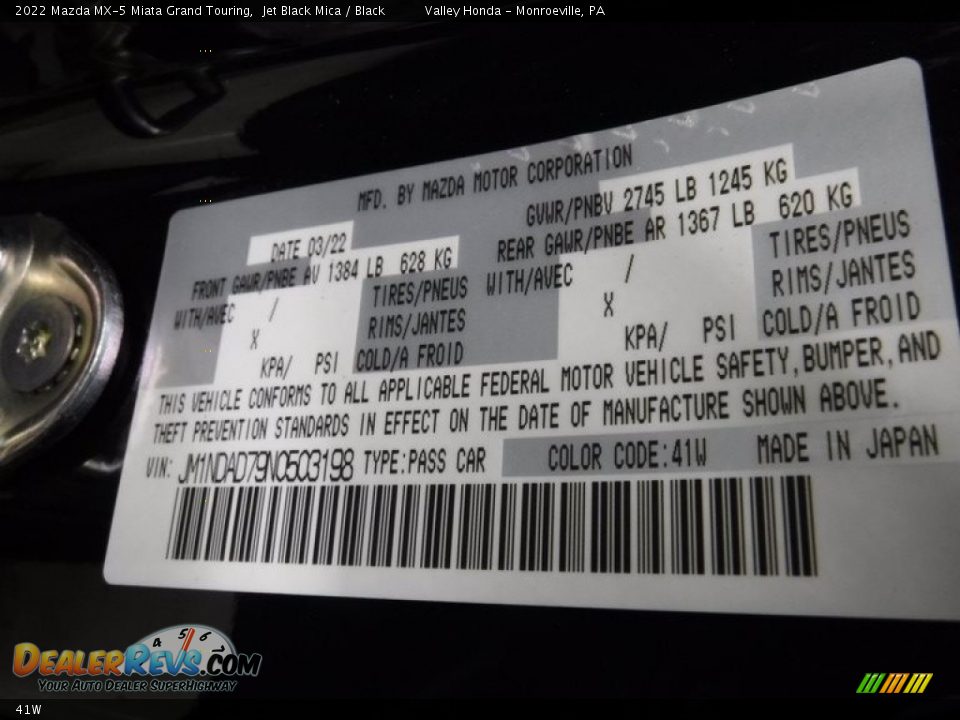 2022 Mazda MX-5 Miata Grand Touring, Jet Black Mica / Black Valley Honda - Monroeville, PA
MFD. BY MAZDA MOTOR CORPORATION
DATE 03/22 GVWR/PNBV 2745 LB 1245 KG
FRONT GAWR/PNBE AV 1384 LB 628 KG REAR GAWR/PNBE AR 1367 LB 620 KG
WITH/AVEC / TIRES/PNEUS WITH/AVEC / TIRES/PNEUS
X RIMS/JANTES X RIMS/JANTES
KPA/ PSI COLD/A FROID KPA/ PSI COLD/A FROID
THIS VEHICLE CONFORMS TO ALL APPLICABLE FEDERAL MOTOR VEHICLE SAFETY, BUMPER, AND
THEFT PREVENTION STANDARDS IN EFFECT ON THE DATE OF MANUFACTURE SHOWN ABOVE.
VIN: JM1NDAD79N0503198 TYPE:PASS CAR COLOR CODE:41W MADE IN JAPAN
4 5 6
DEALERREVS.COM
YOUR AUTO DEALER SUPERHIGHWAY
41W